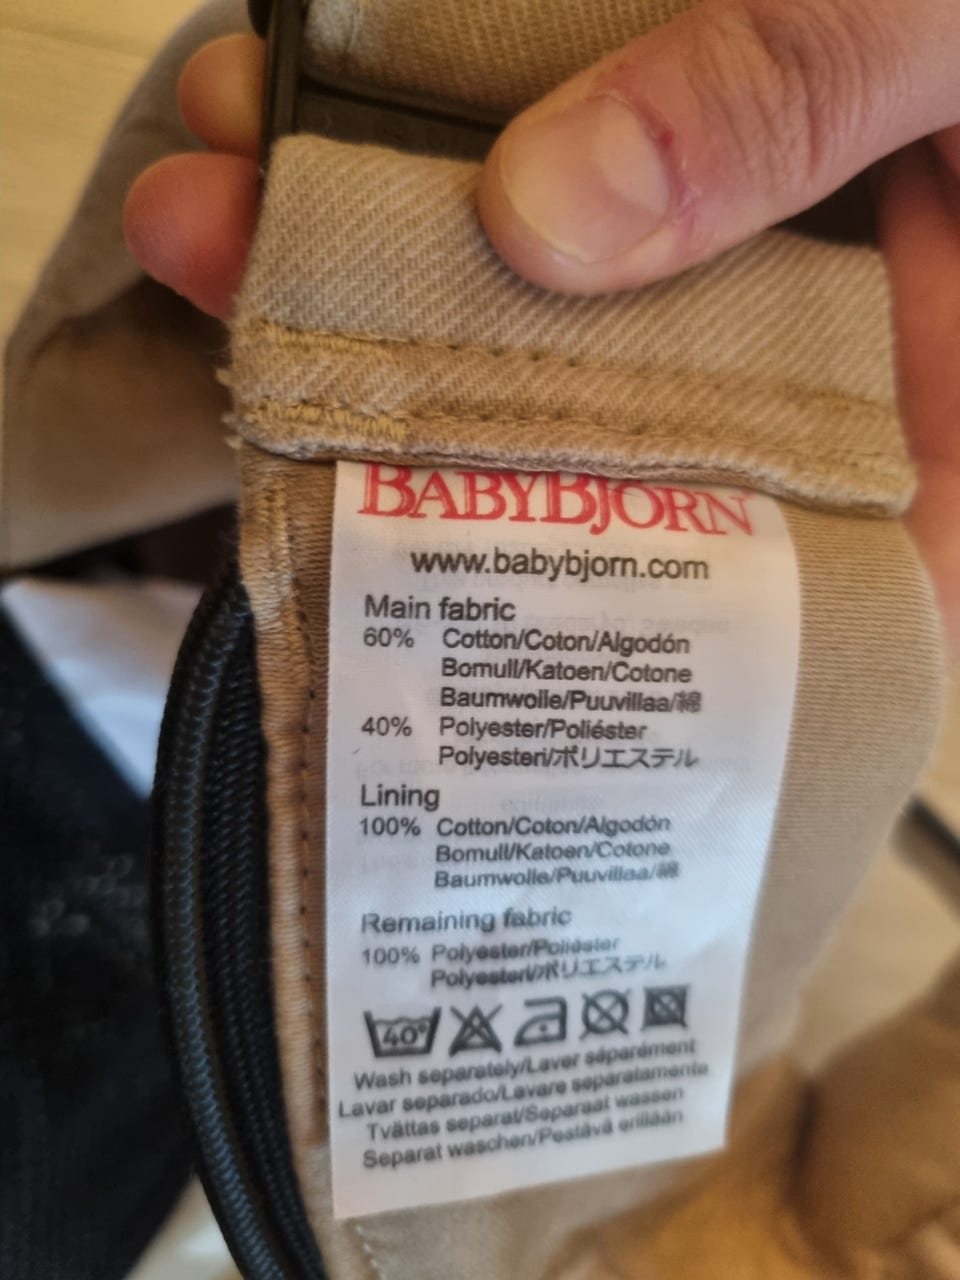 BABYBJÖRN
www.babybjorn.com
Main fabric
60% Cotton/Coton/Algodón
Bomull/Katoen/Cotone
Baumwolle/Puuvillaa/綿
40% Polyester/Poliéster
Polyesteri/ポリエステル
Lining
100% Cotton/Coton/Algodón
Bomull/Katoen/Cotone
Baumwolle/Puuvillaa/綿
Remaining fabric
100% Polyester/Poliéster
Polyesteri/ポリエステル
40°
Wash separately/Laver séparément
Lavar separado/Lavare separatamente
Tvättas separat/Separaat wassen
Separat waschen/Pestävä erillään